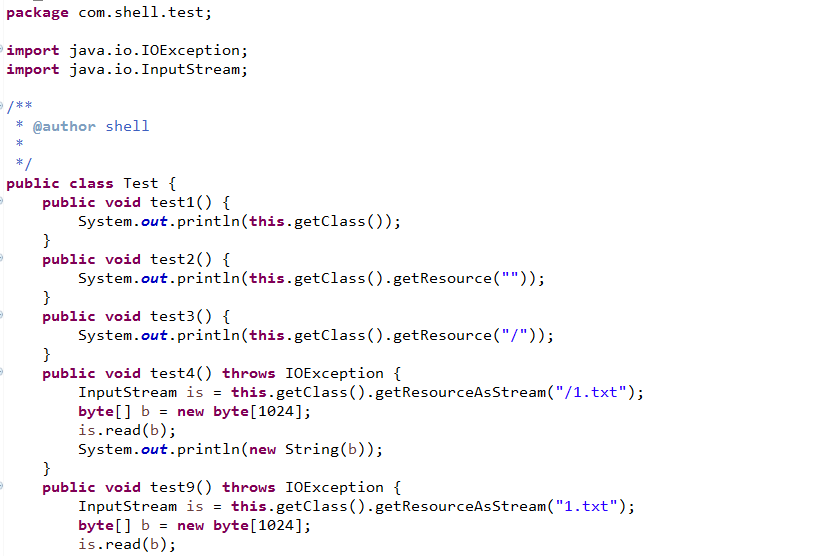 package com.shell.test;

import java.io.IOException;
import java.io.InputStream;

/**
 * @author shell
 *
 */
public class Test {
    public void test1() {
        System.out.println(this.getClass());
    }
    public void test2() {
        System.out.println(this.getClass().getResource(""));
    }
    public void test3() {
        System.out.println(this.getClass().getResource("/"));
    }
    public void test4() throws IOException {
        InputStream is = this.getClass().getResourceAsStream("/1.txt");
        byte[] b = new byte[1024];
        is.read(b);
        System.out.println(new String(b));
    }
    public void test9() throws IOException {
        InputStream is = this.getClass().getResourceAsStream("1.txt");
        byte[] b = new byte[1024];
        is.read(b);